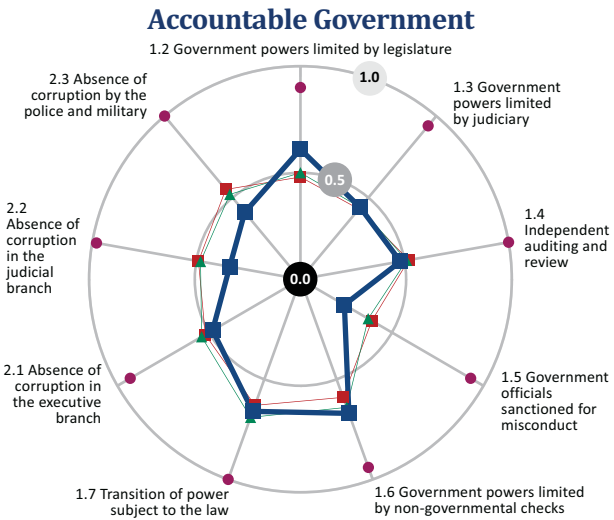 Accountable Government
1.2 Government powers limited by legislature
1.0
2.3 Absence of
corruption by the
police and military
1.3 Government
powers limited
by judiciary
0.5
2.2
Absence of
corruption
in the
judicial
branch
1.4
Independent
auditing and
review
0.0
2.1 Absence of
corruption in
the executive
branch
1.5 Government
officials
sanctioned for
misconduct
1.7 Transition of power
subject to the law
1.6 Government powers limited
by non-governmental checks